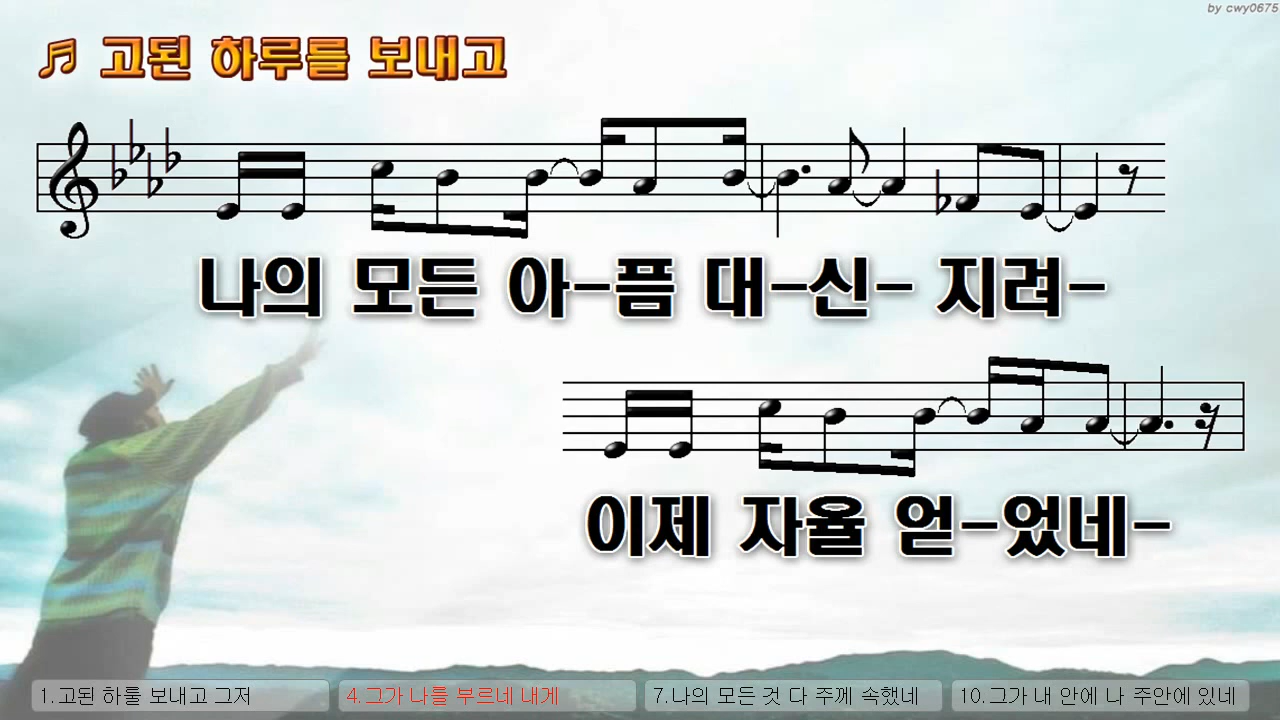 by cwy0675
고된 하루를 보내고
나의 모든 아-픔 대-신- 지려-
이제 자율 얻-었네-
1.고된 하룰 보내고 그저
4.그가 나를 부르네 내게
7.나의 모든 것 다 주께 속했네
10.그가 내 안에 나 주안에 있네